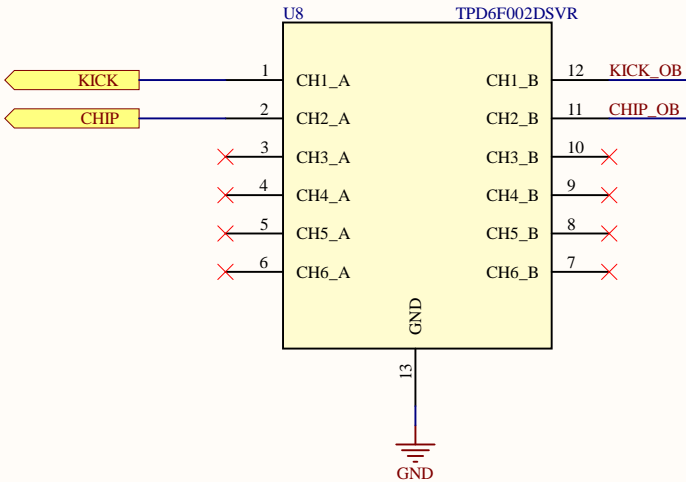 U8 TPD6F002DSVR
KICK 1 CH1_A CH1_B 12 KICK_OB
CHIP 2 CH2_A CH2_B 11 CHIP_OB
3 CH3_A CH3_B 10
4 CH4_A CH4_B 9
5 CH5_A CH5_B 8
6 CH6_A CH6_B 7
GND
13
GND